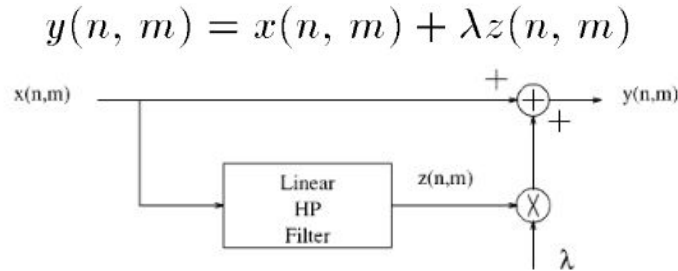 y(n, m) = x(n, m) + λz(n, m)
+
x(n,m)
+
y(n,m)
+
Linear
HP
Filter
z(n,m)
X
λ